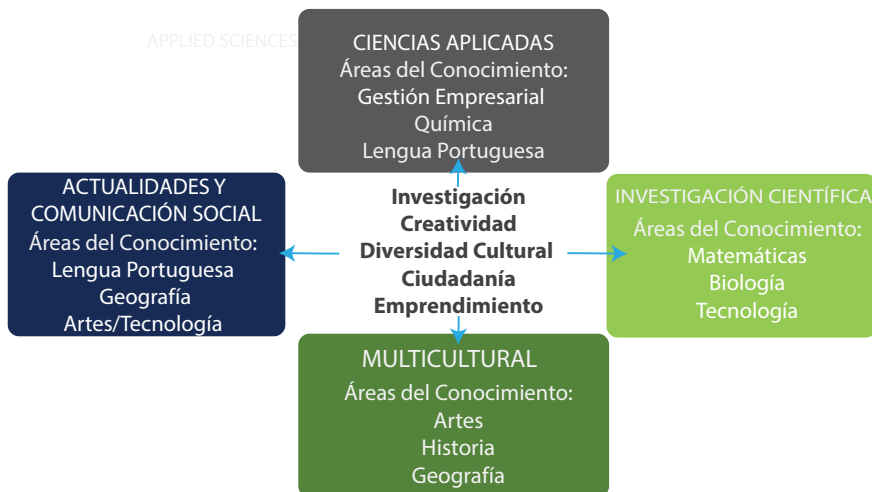 APPLIED SCIENCES
CIENCIAS APLICADAS
Áreas del Conocimiento:
Gestión Empresarial
Química
Lengua Portuguesa
ACTUALIDADES Y
COMUNICACIÓN SOCIAL
Áreas del Conocimiento:
Lengua Portuguesa
Geografía
Artes/Tecnología
Investigación
Creatividad
Diversidad Cultural
Ciudadanía
Emprendimiento
INVESTIGACIÓN CIENTÍFICA
Áreas del Conocimiento:
Matemáticas
Biología
Tecnología
MULTICULTURAL
Áreas del Conocimiento:
Artes
Historia
Geografía